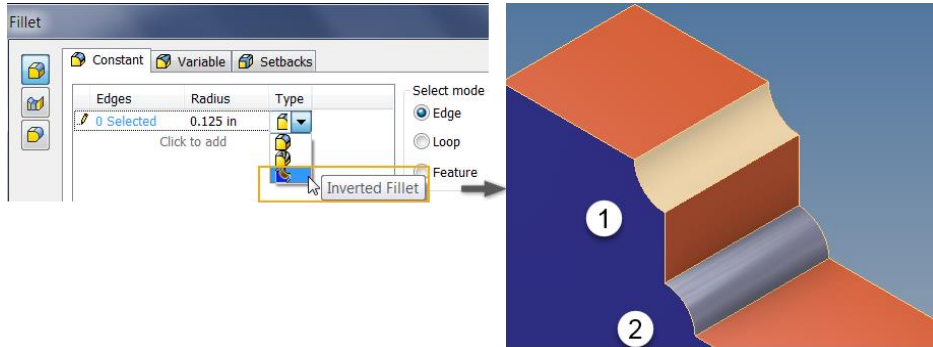 Fillet
Constant Variable Setbacks
Edges Radius Type
0 Selected 0.125 in
Click to add
Select mode
Edge
Loop
Feature
Inverted Fillet
1
2